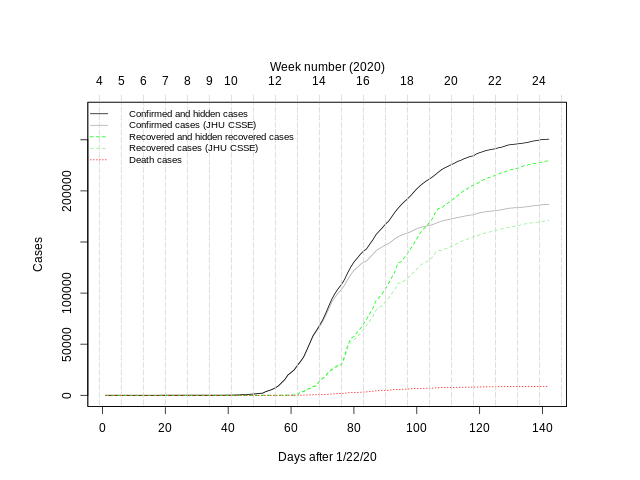 Week number (2020)
4 5 6 7 8 9 10 12 14 16 18 20 22 24
Confirmed and hidden cases
Confirmed cases (JHU CSSE)
Recovered and hidden recovered cases
Recovered cases (JHU CSSE)
Death cases
Cases
200000
100000
50000
0
0 20 40 60 80 100 120 140
Days after 1/22/20